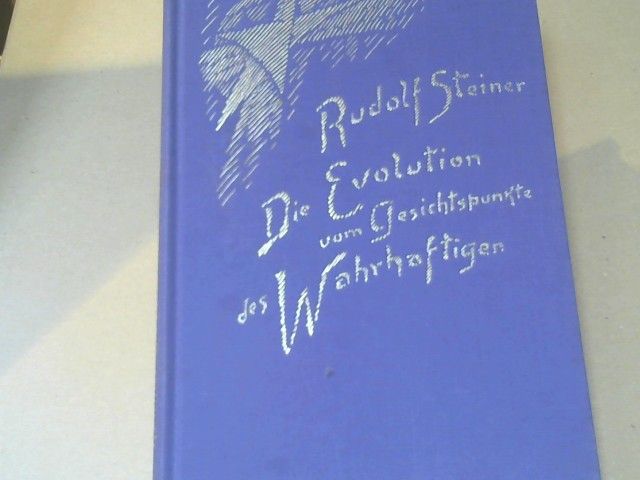 Rudolf Steiner
Die Evolution
vom Gesichtspunkte
des Wahrhaftigen